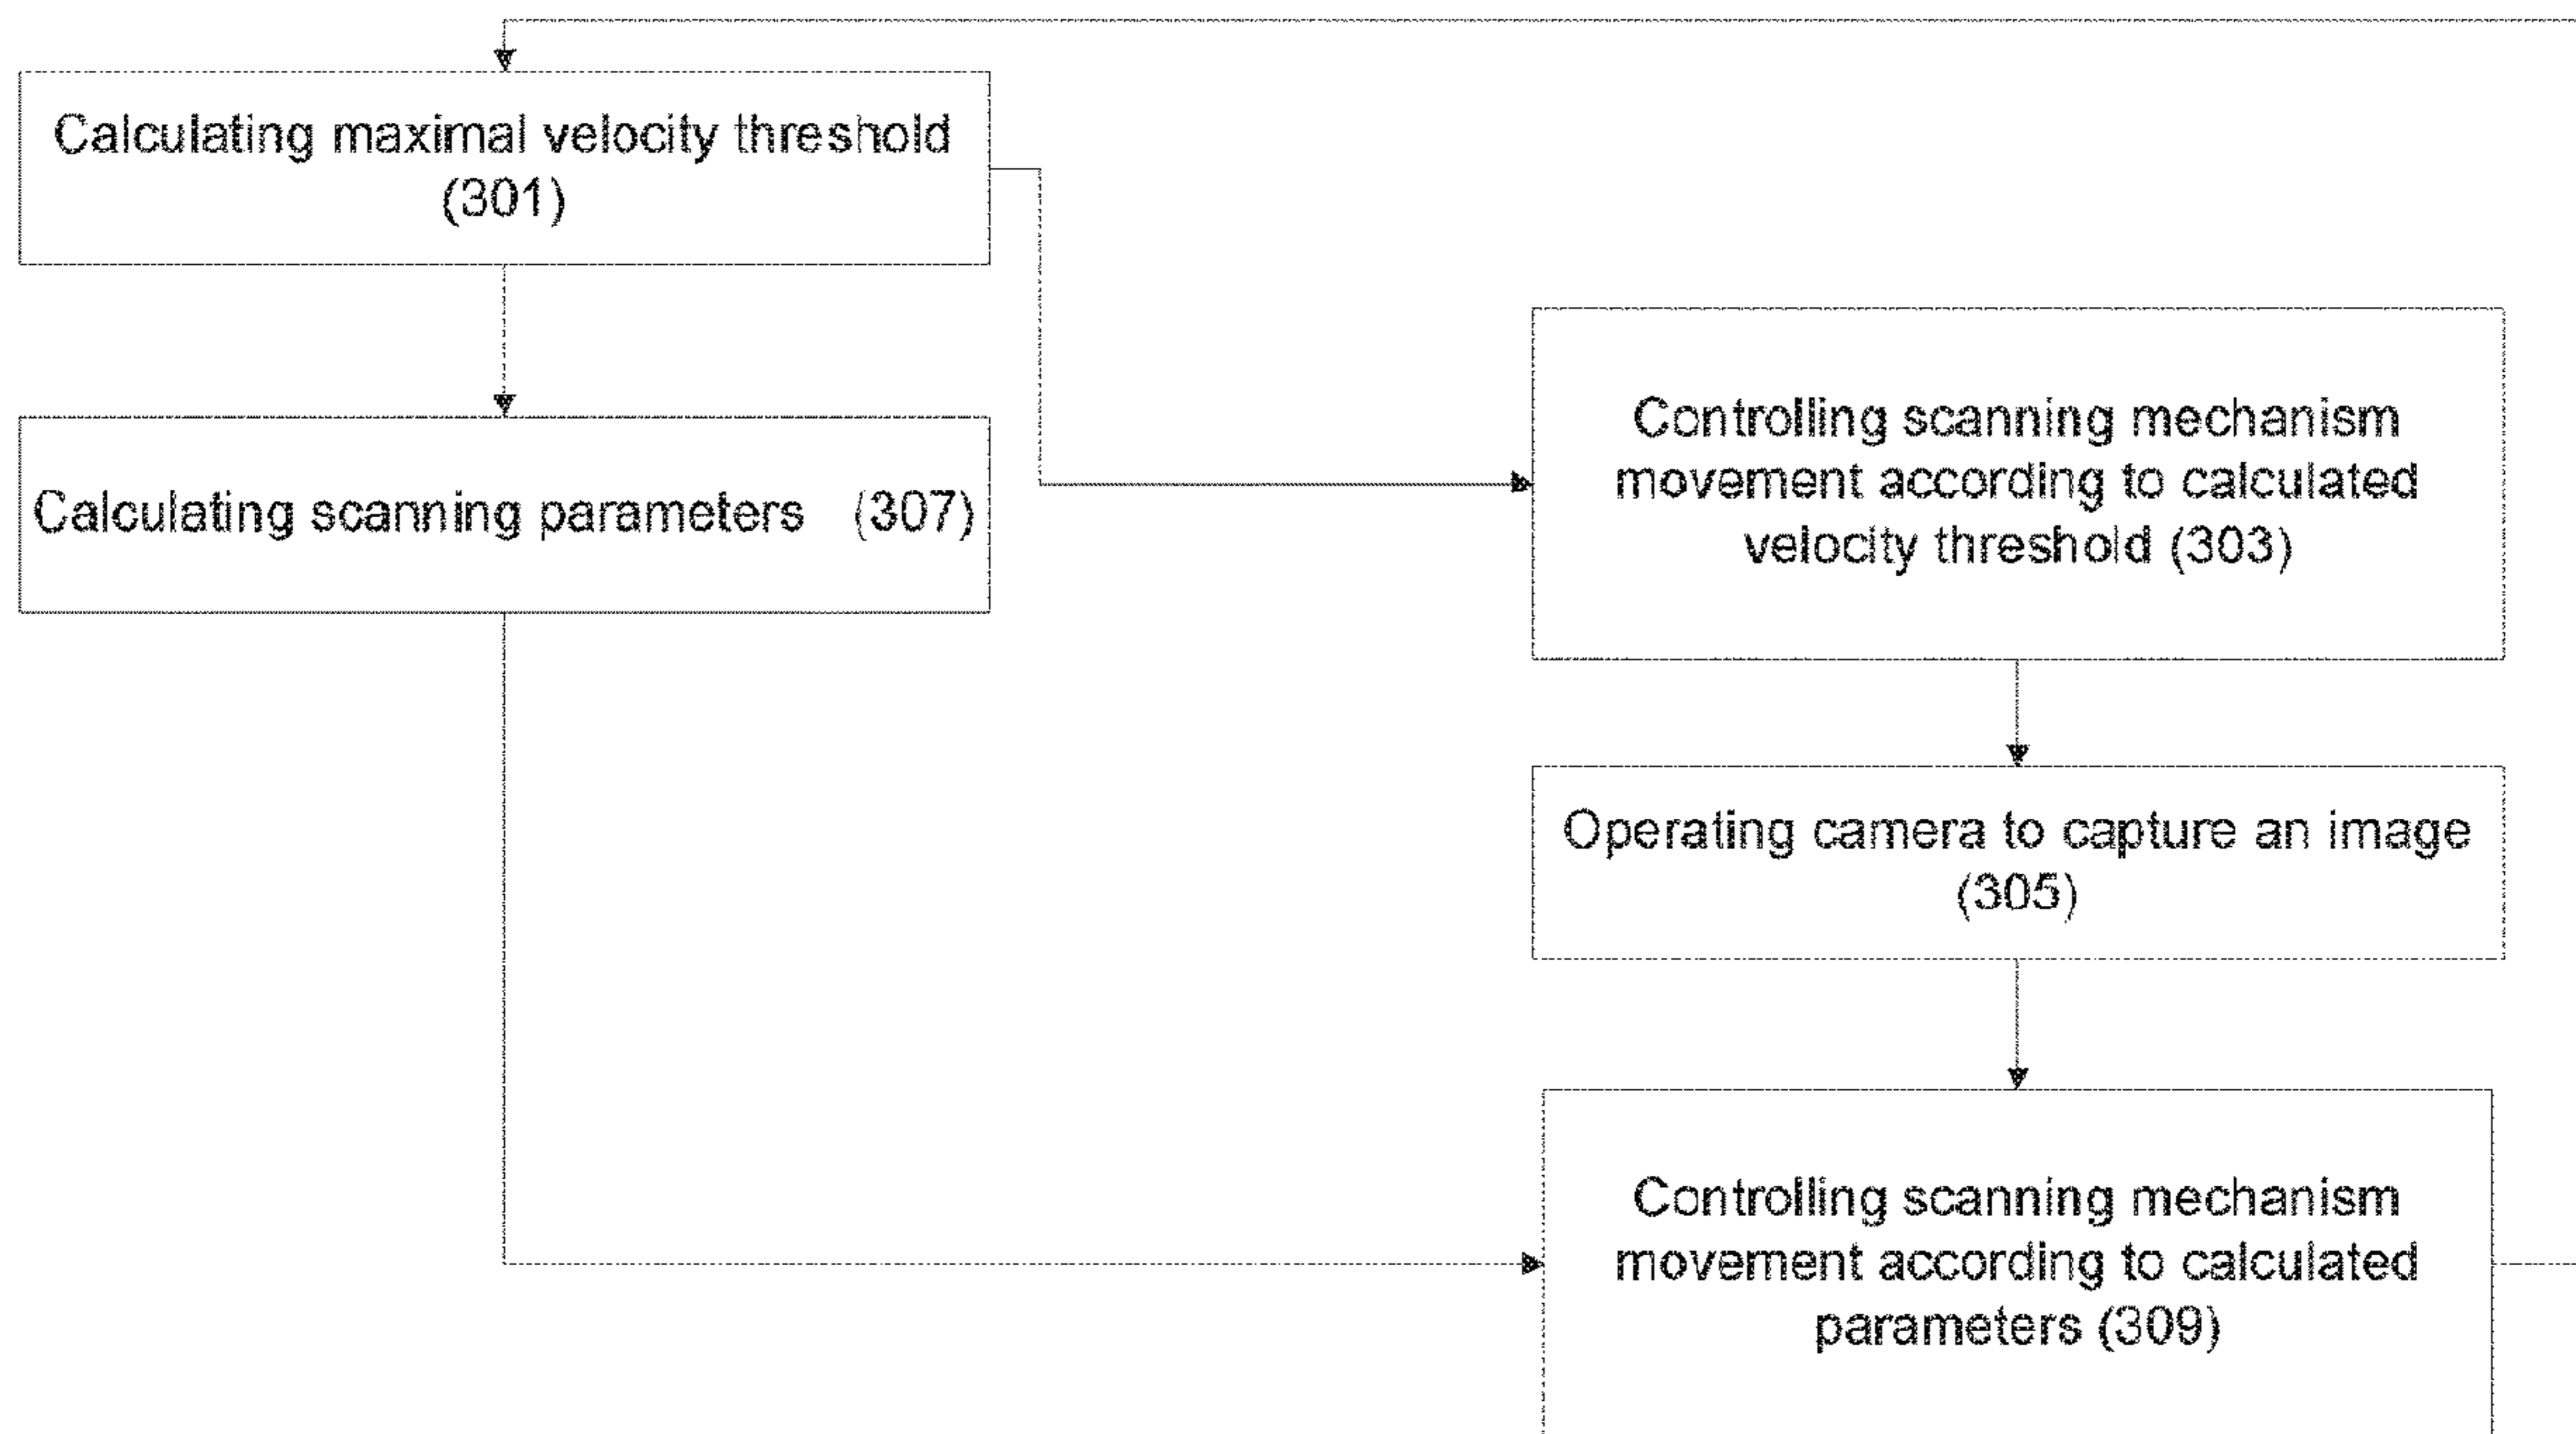 Calculating maximal velocity threshold
(301)
Calculating scanning parameters (307)
Controlling scanning mechanism
movement according to calculated
velocity threshold (303)
Operating camera to capture an image
(305)
Controlling scanning mechanism
movement according to calculated
parameters (309)